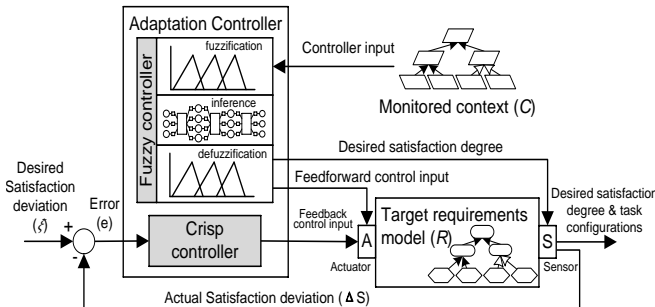 Adaptation Controller
fuzzification
Controller input
Monitored context (C)
Fuzzy controller
inference
defuzzification
Desired satisfaction degree
Feedforward control input
Desired
Satisfaction
deviation
(ξ)
+
-
Error
(e)
Crisp
controller
Feedback
control input
A
Actuator
Target requirements
model (R)
S
Sensor
Desired satisfaction
degree & task
configurations
Actual Satisfaction deviation (ΔS)